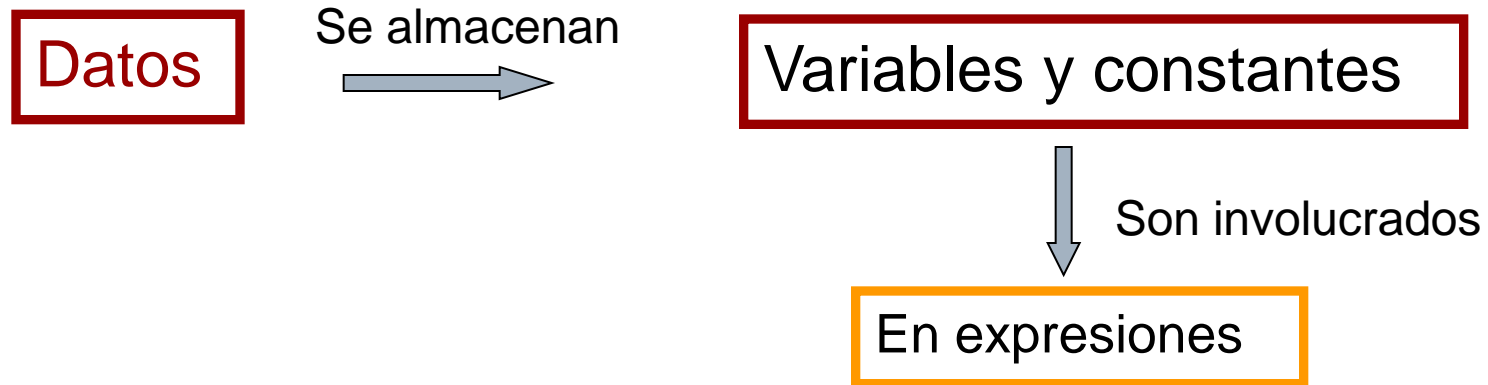 Datos
Se almacenan
Variables y constantes
Son involucrados
En expresiones